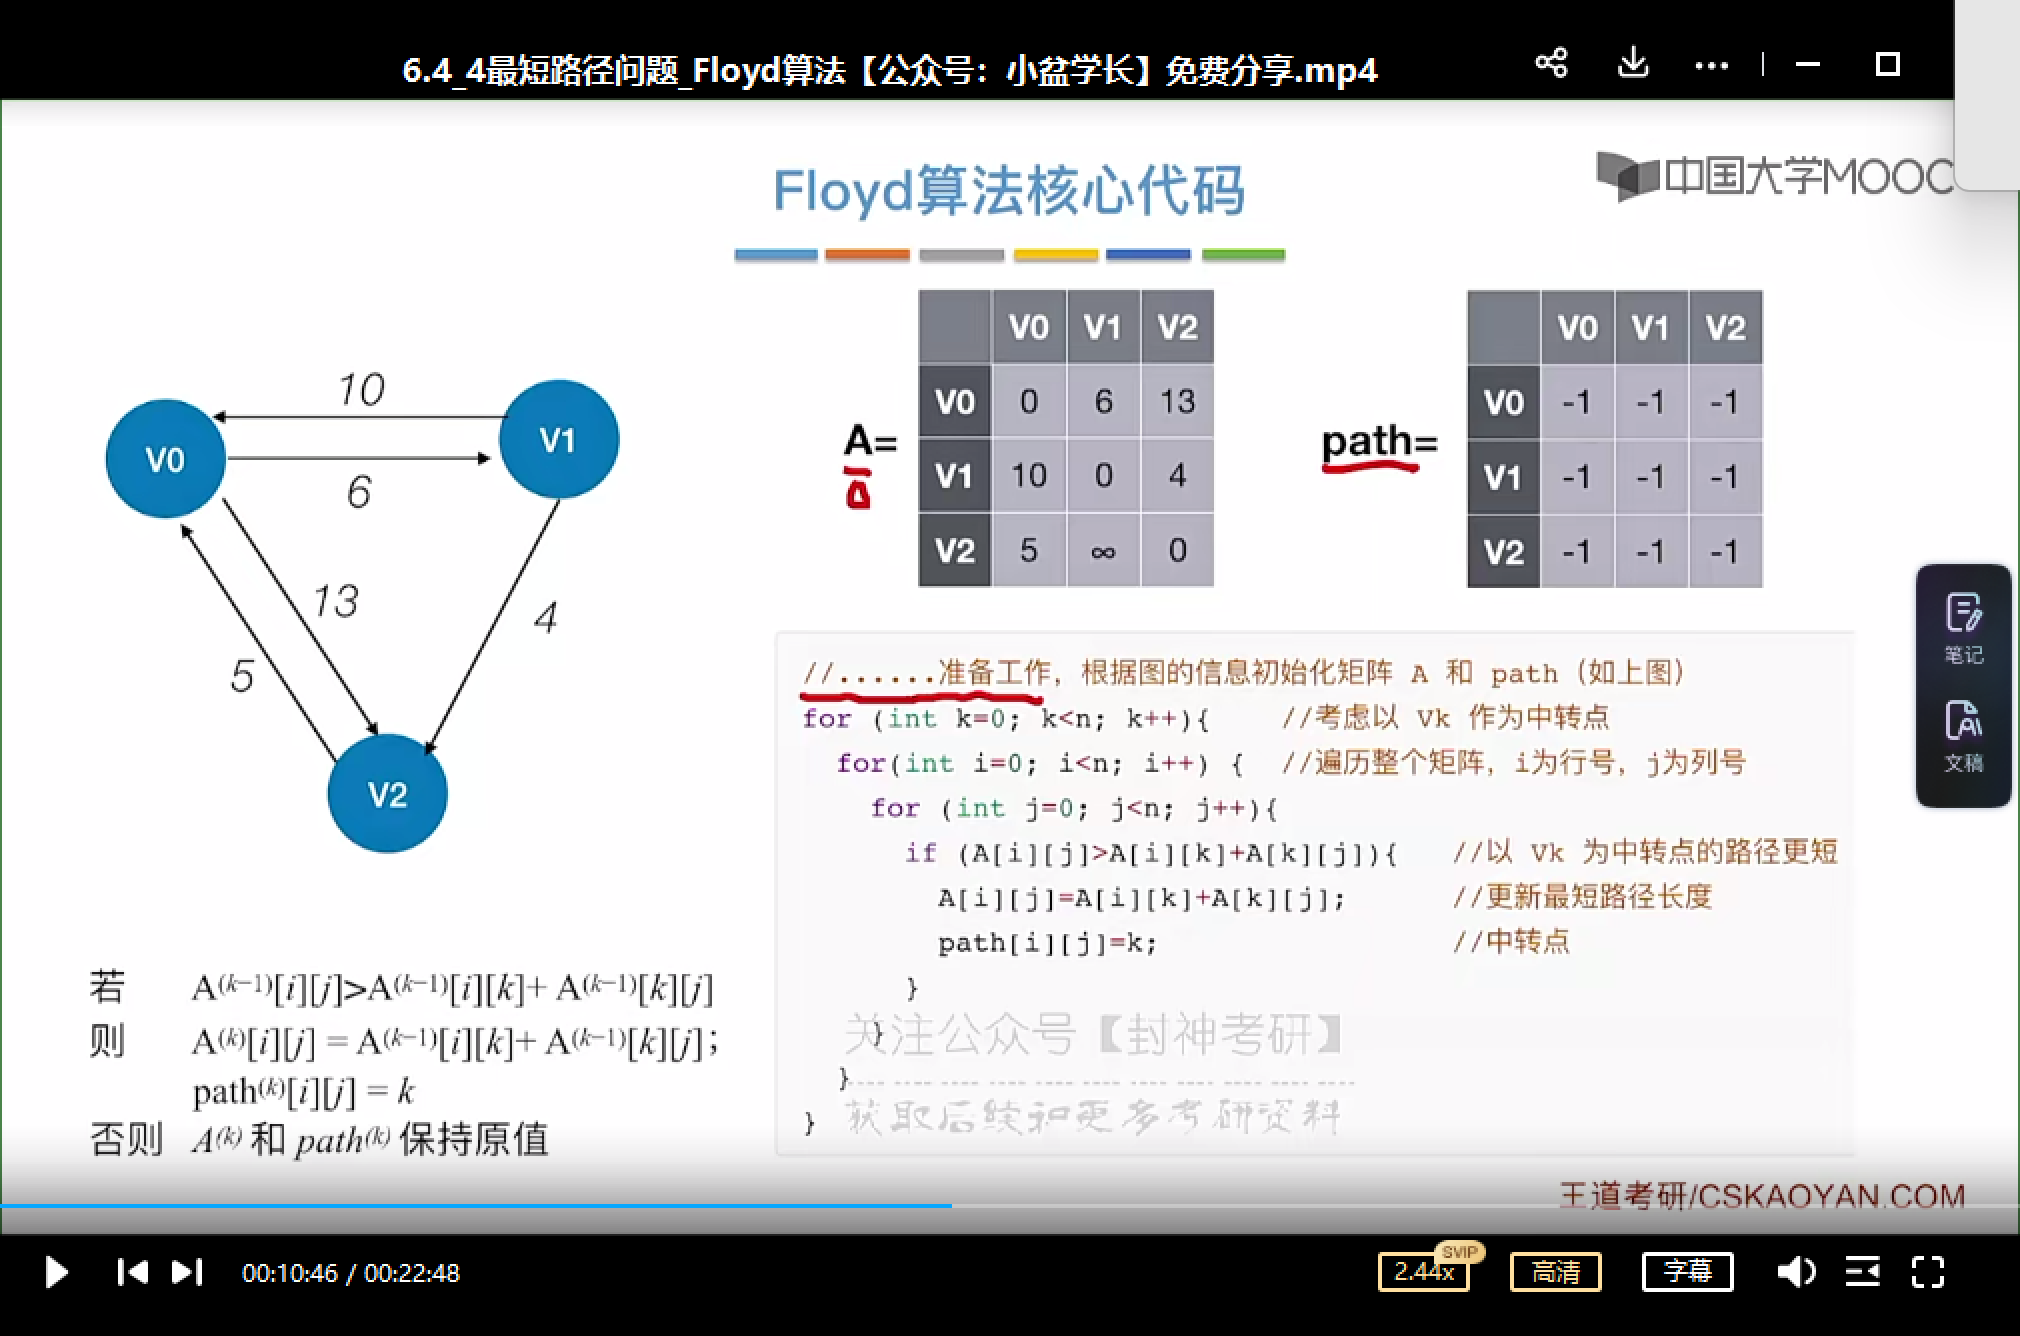 6.4_4最短路径问题_Floyd算法【公众号：小盆学长】免费分享.mp4
Floyd算法核心代码
中国大学MOOC
10
V0
V1
6
13
5
4
V2
A=
V0 V1 V2
V0 0 6 13
V1 10 0 4
V2 5 ∞ 0
path=
V0 V1 V2
V0 -1 -1 -1
V1 -1 -1 -1
V2 -1 -1 -1
若 A(k−1)[i][j]>A(k−1)[i][k]+ A(k−1)[k][j]
则 A(k)[i][j] = A(k−1)[i][k]+ A(k−1)[k][j];
path(k)[i][j] = k
否则 A(k) 和 path(k) 保持原值
//......准备工作，根据图的信息初始化矩阵 A 和 path（如上图）
for (int k=0; k<n; k++){ //考虑以 Vk 作为中转点
for(int i=0; i<n; i++) { //遍历整个矩阵，i为行号，j为列号
for (int j=0; j<n; j++){
if (A[i][j]>A[i][k]+A[k][j]){ //以 Vk 为中转点的路径更短
A[i][j]=A[i][k]+A[k][j]; //更新最短路径长度
path[i][j]=k; //中转点
}
}
}
}
关注公众号【封神考研】
获取后续和更多考研资料
王道考研/CSKAOYAN.COM
笔记
文稿
00:10:46 / 00:22:48
2.44x
SVIP
高清
字幕